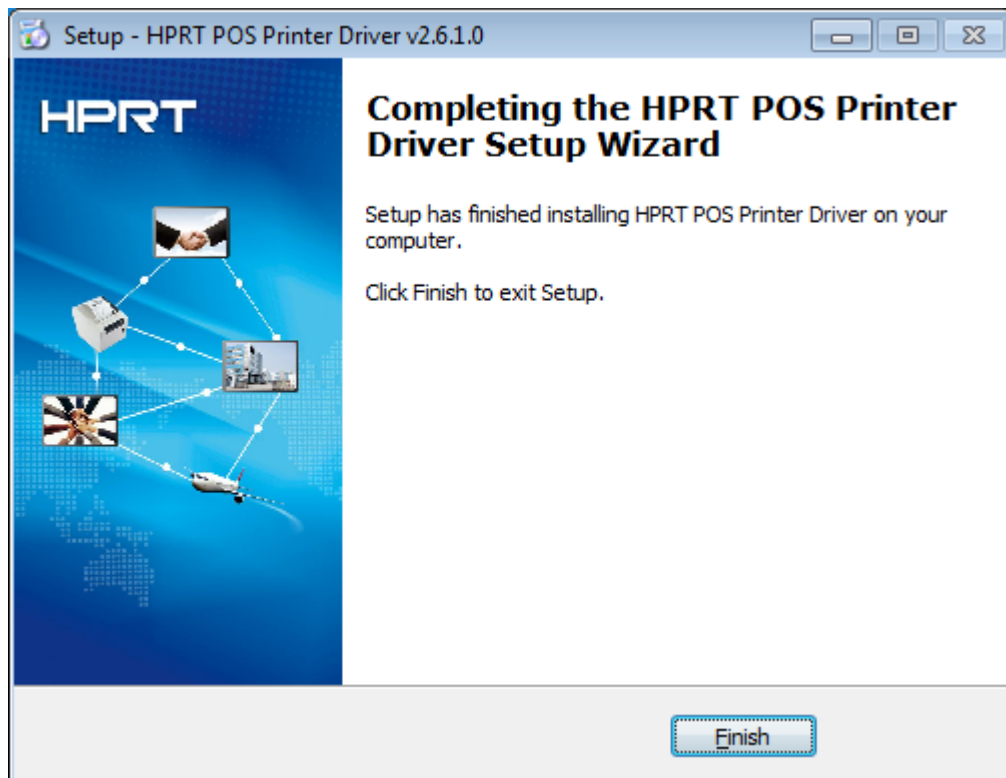 Setup - HPRT POS Printer Driver v2.6.1.0
HPRT
Completing the HPRT POS Printer
Driver Setup Wizard
Setup has finished installing HPRT POS Printer Driver on your
computer.
Click Finish to exit Setup.
Finish